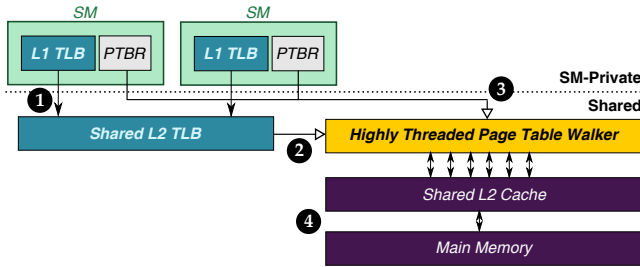 SM
SM
L1 TLB
PTBR
L1 TLB
PTBR
SM-Private
1
3
Shared
Shared L2 TLB
2
Highly Threaded Page Table Walker
Shared L2 Cache
4
Main Memory